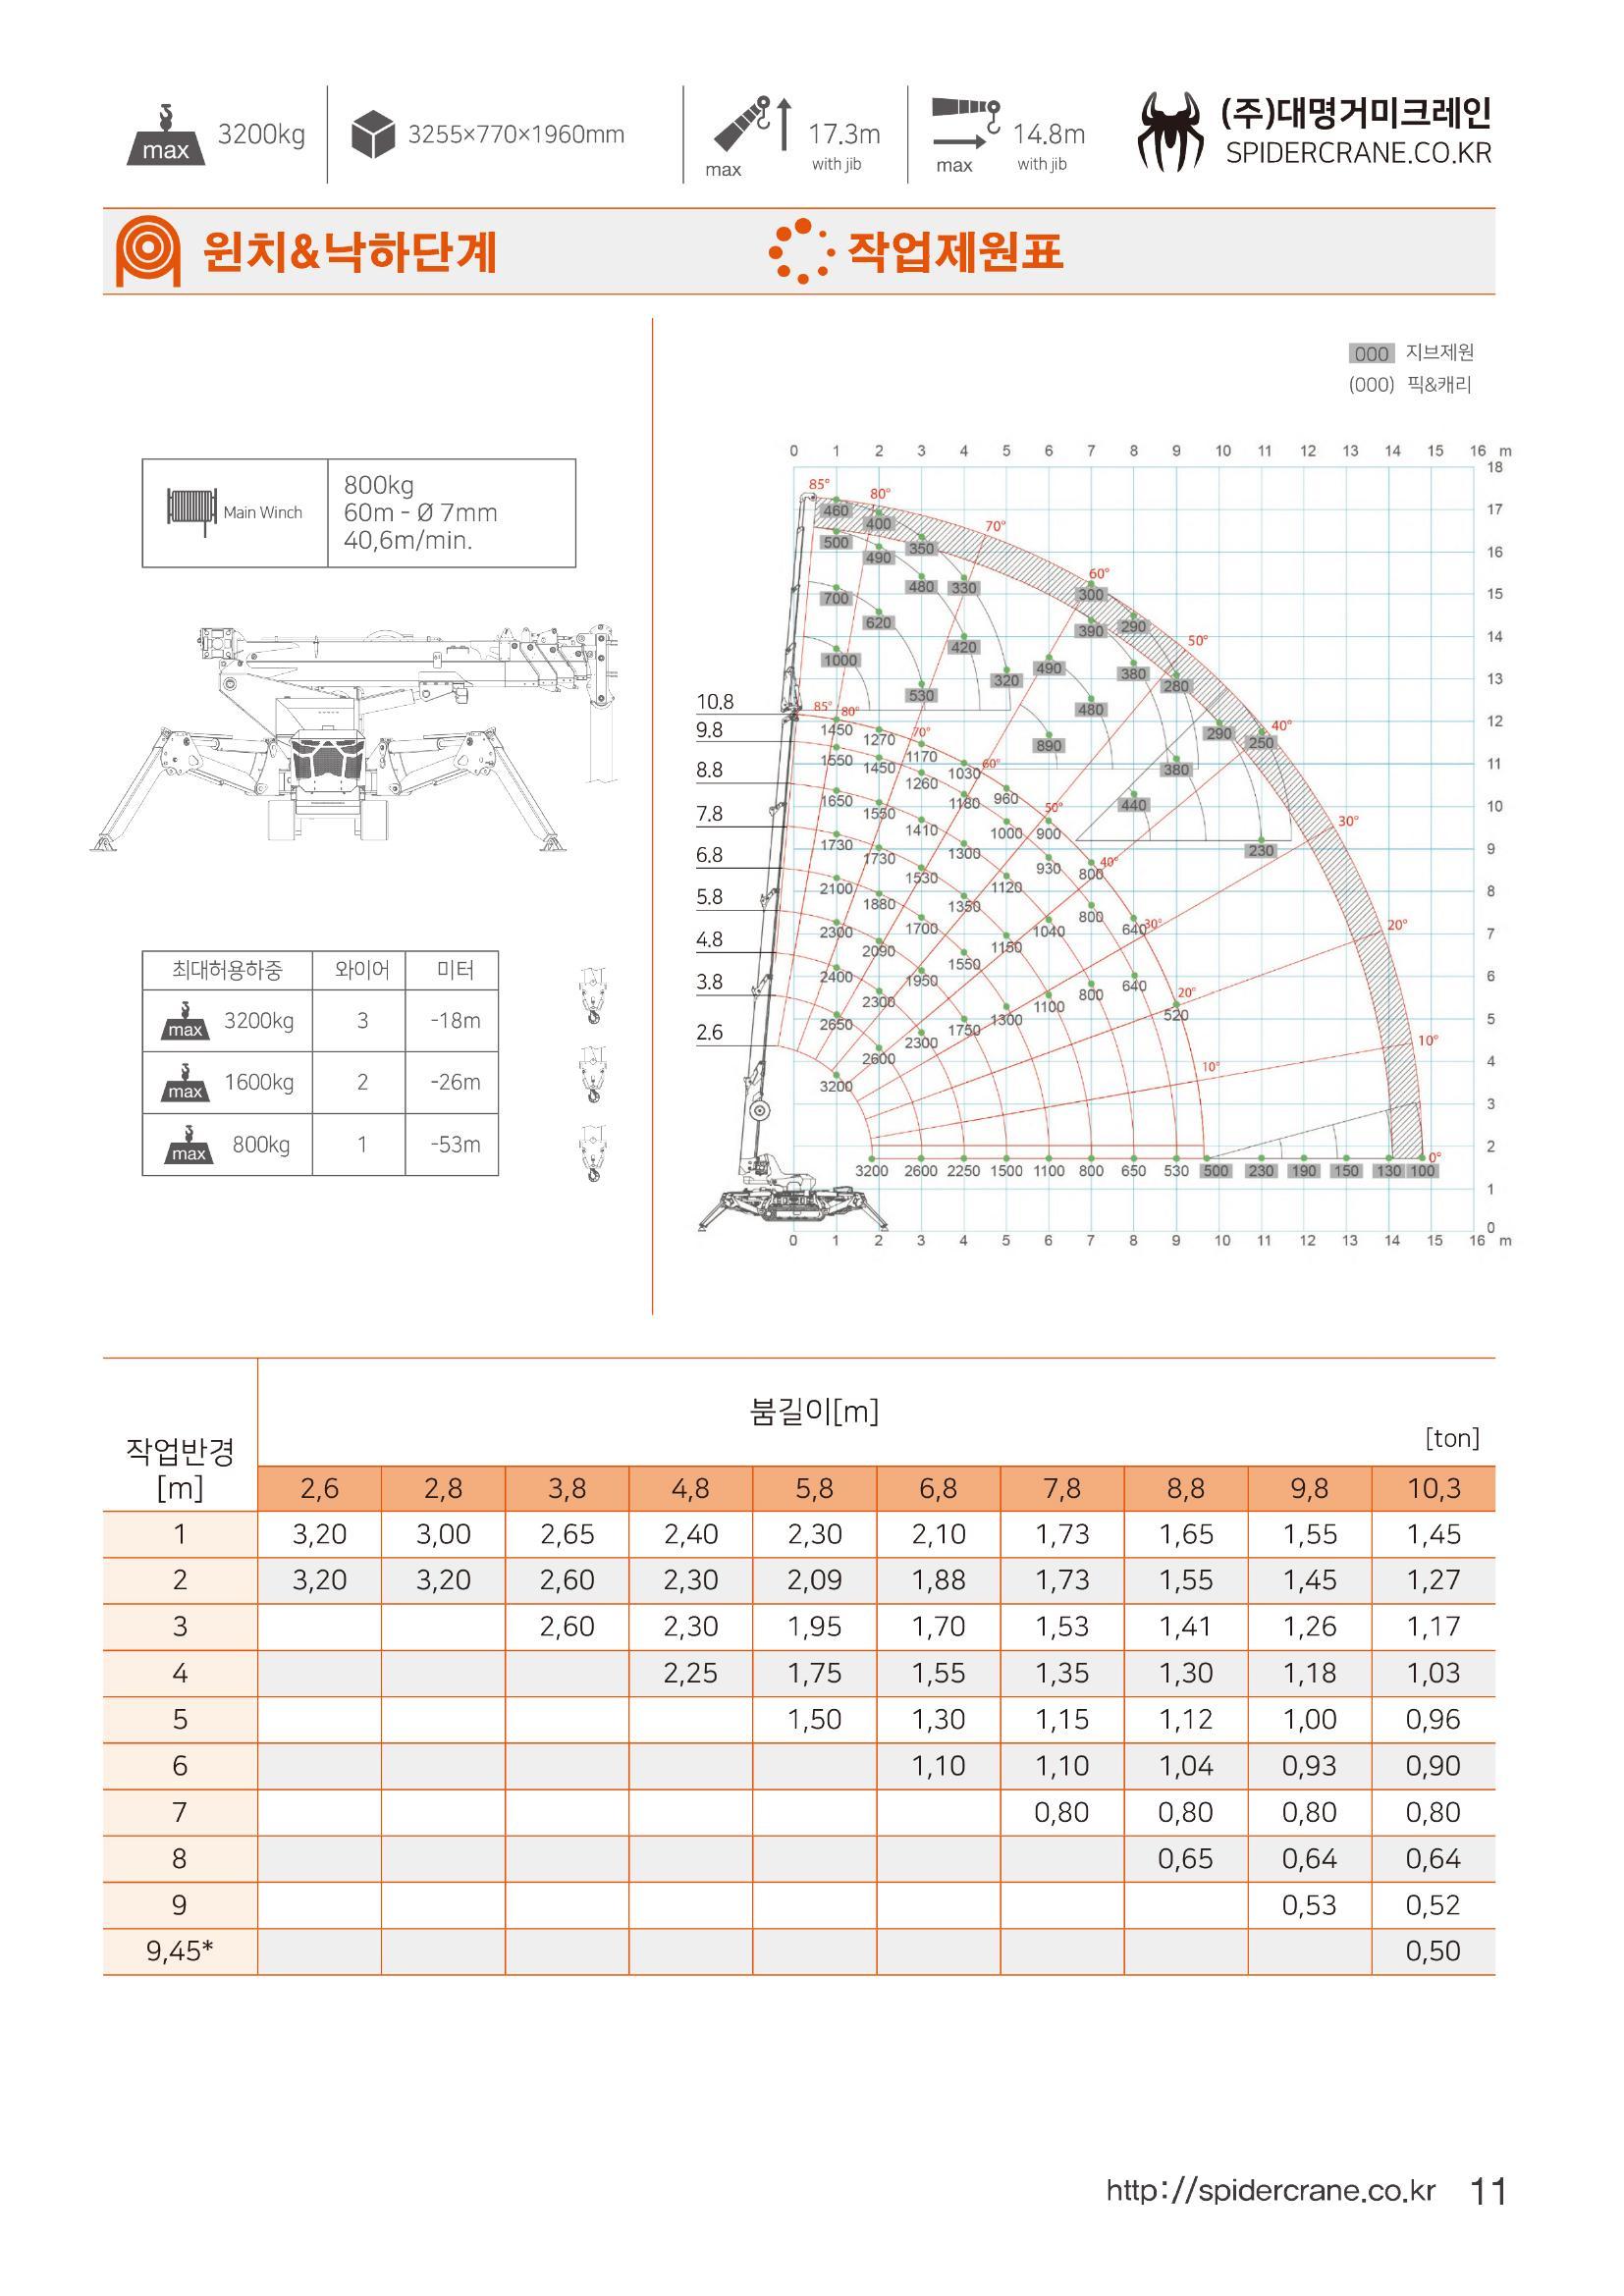 max 3200kg
3255×770×1960mm
max 17.3m
with jib
max 14.8m
with jib
(주)대명거미크레인
SPIDERCRANE.CO.KR
윈치&낙하단계
작업제원표
Main Winch
800kg
60m - Ø 7mm
40,6m/min.
최대허용하중 와이어 미터
max 3200kg 3 -18m
max 1600kg 2 -26m
max 800kg 1 -53m
000 지브제원
(000) 픽&캐리
0 1 2 3 4 5 6 7 8 9 10 11 12 13 14 15 16 m
18
17
16
15
14
13
12
11
10
9
8
7
6
5
4
3
2
1
0
85° 80° 70° 60° 50° 40° 30° 20° 10° 0°
460 400 350 330 320
500 490 480 420
700 620 530
1000
300 290 280
390 380
490 480
890
290 250 230
380
440
10.8
9.8
8.8
7.8
6.8
5.8
4.8
3.8
2.6
85° 80° 70° 60° 50° 40° 30° 20° 10°
1450 1270 1170 1030 960 900 800 640 520
1550 1450 1260 1180 1000 930 800 640
1650 1550 1410 1300 1120 1040 800
1730 1730 1530 1350 1150 1100
2100 1880 1700 1550 1300
2300 2090 1950 1750
2400 2300 2300
2650 2600
3200
3200 2600 2250 1500 1100 800 650 530 500 230 190 150 130 100
0 1 2 3 4 5 6 7 8 9 10 11 12 13 14 15 16 m
작업반경
[m]
붐길이[m]
[ton]
2,6 2,8 3,8 4,8 5,8 6,8 7,8 8,8 9,8 10,3
1 3,20 3,00 2,65 2,40 2,30 2,10 1,73 1,65 1,55 1,45
2 3,20 3,20 2,60 2,30 2,09 1,88 1,73 1,55 1,45 1,27
3 2,60 2,30 1,95 1,70 1,53 1,41 1,26 1,17
4 2,25 1,75 1,55 1,35 1,30 1,18 1,03
5 1,50 1,30 1,15 1,12 1,00 0,96
6 1,10 1,10 1,04 0,93 0,90
7 0,80 0,80 0,80 0,80
8 0,65 0,64 0,64
9 0,53 0,52
9,45* 0,50
http://spidercrane.co.kr 11